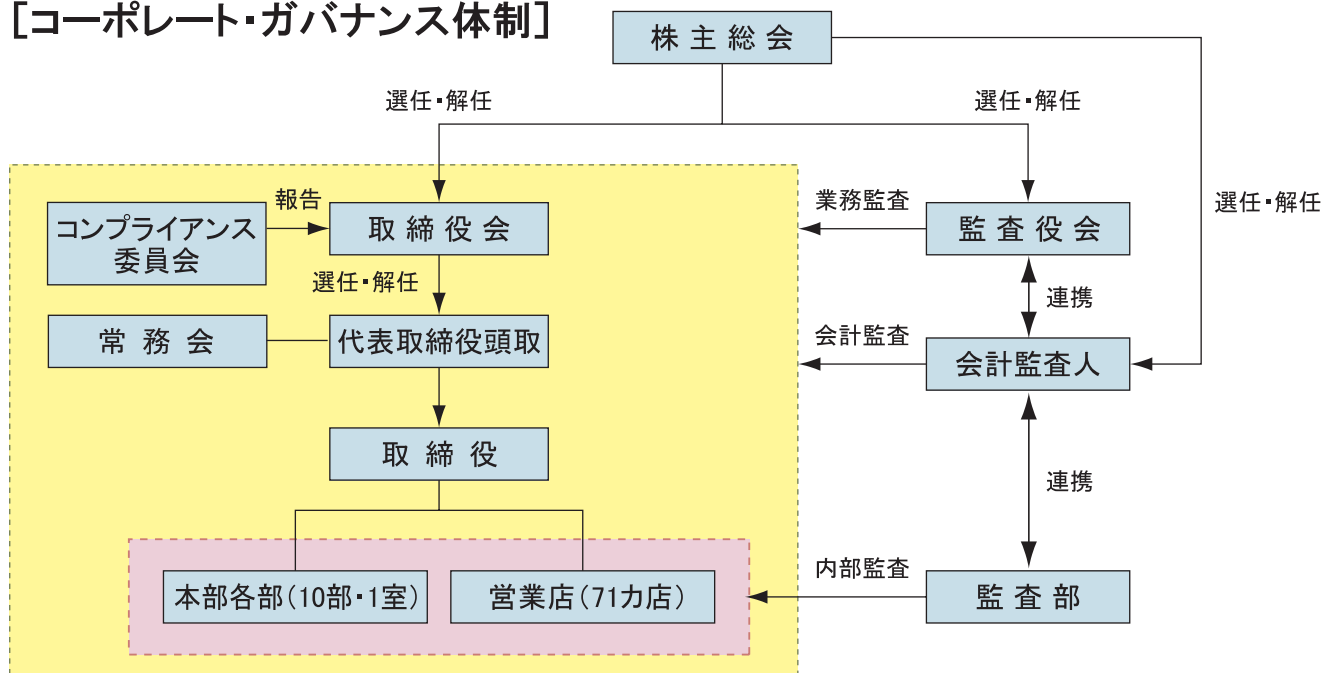 [コーポレート・ガバナンス体制]
株主総会
選任・解任
選任・解任
選任・解任
コンプライアンス
委員会
報告
取締役会
業務監査
監査役会
選任・解任
連携
常務会
代表取締役頭取
会計監査
会計監査人
取締役
連携
本部各部(10部・1室)
営業店(71カ店)
内部監査
監査部